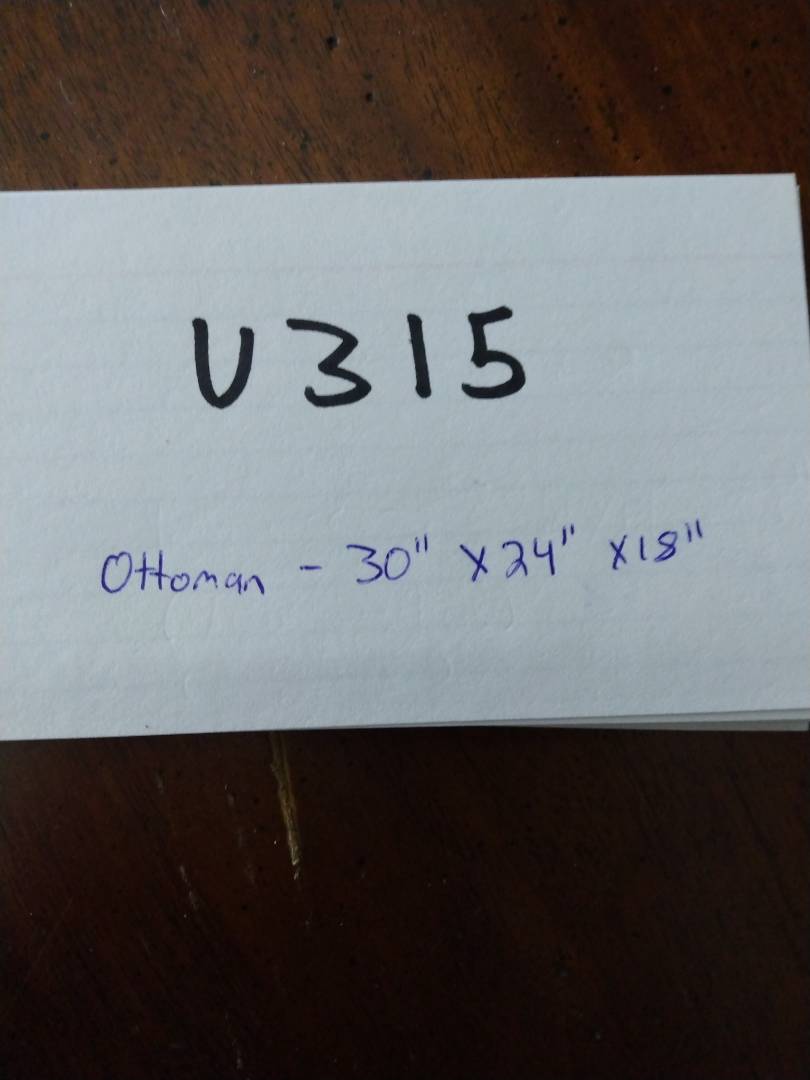 U315
Ottoman - 30" x 24" x 18"